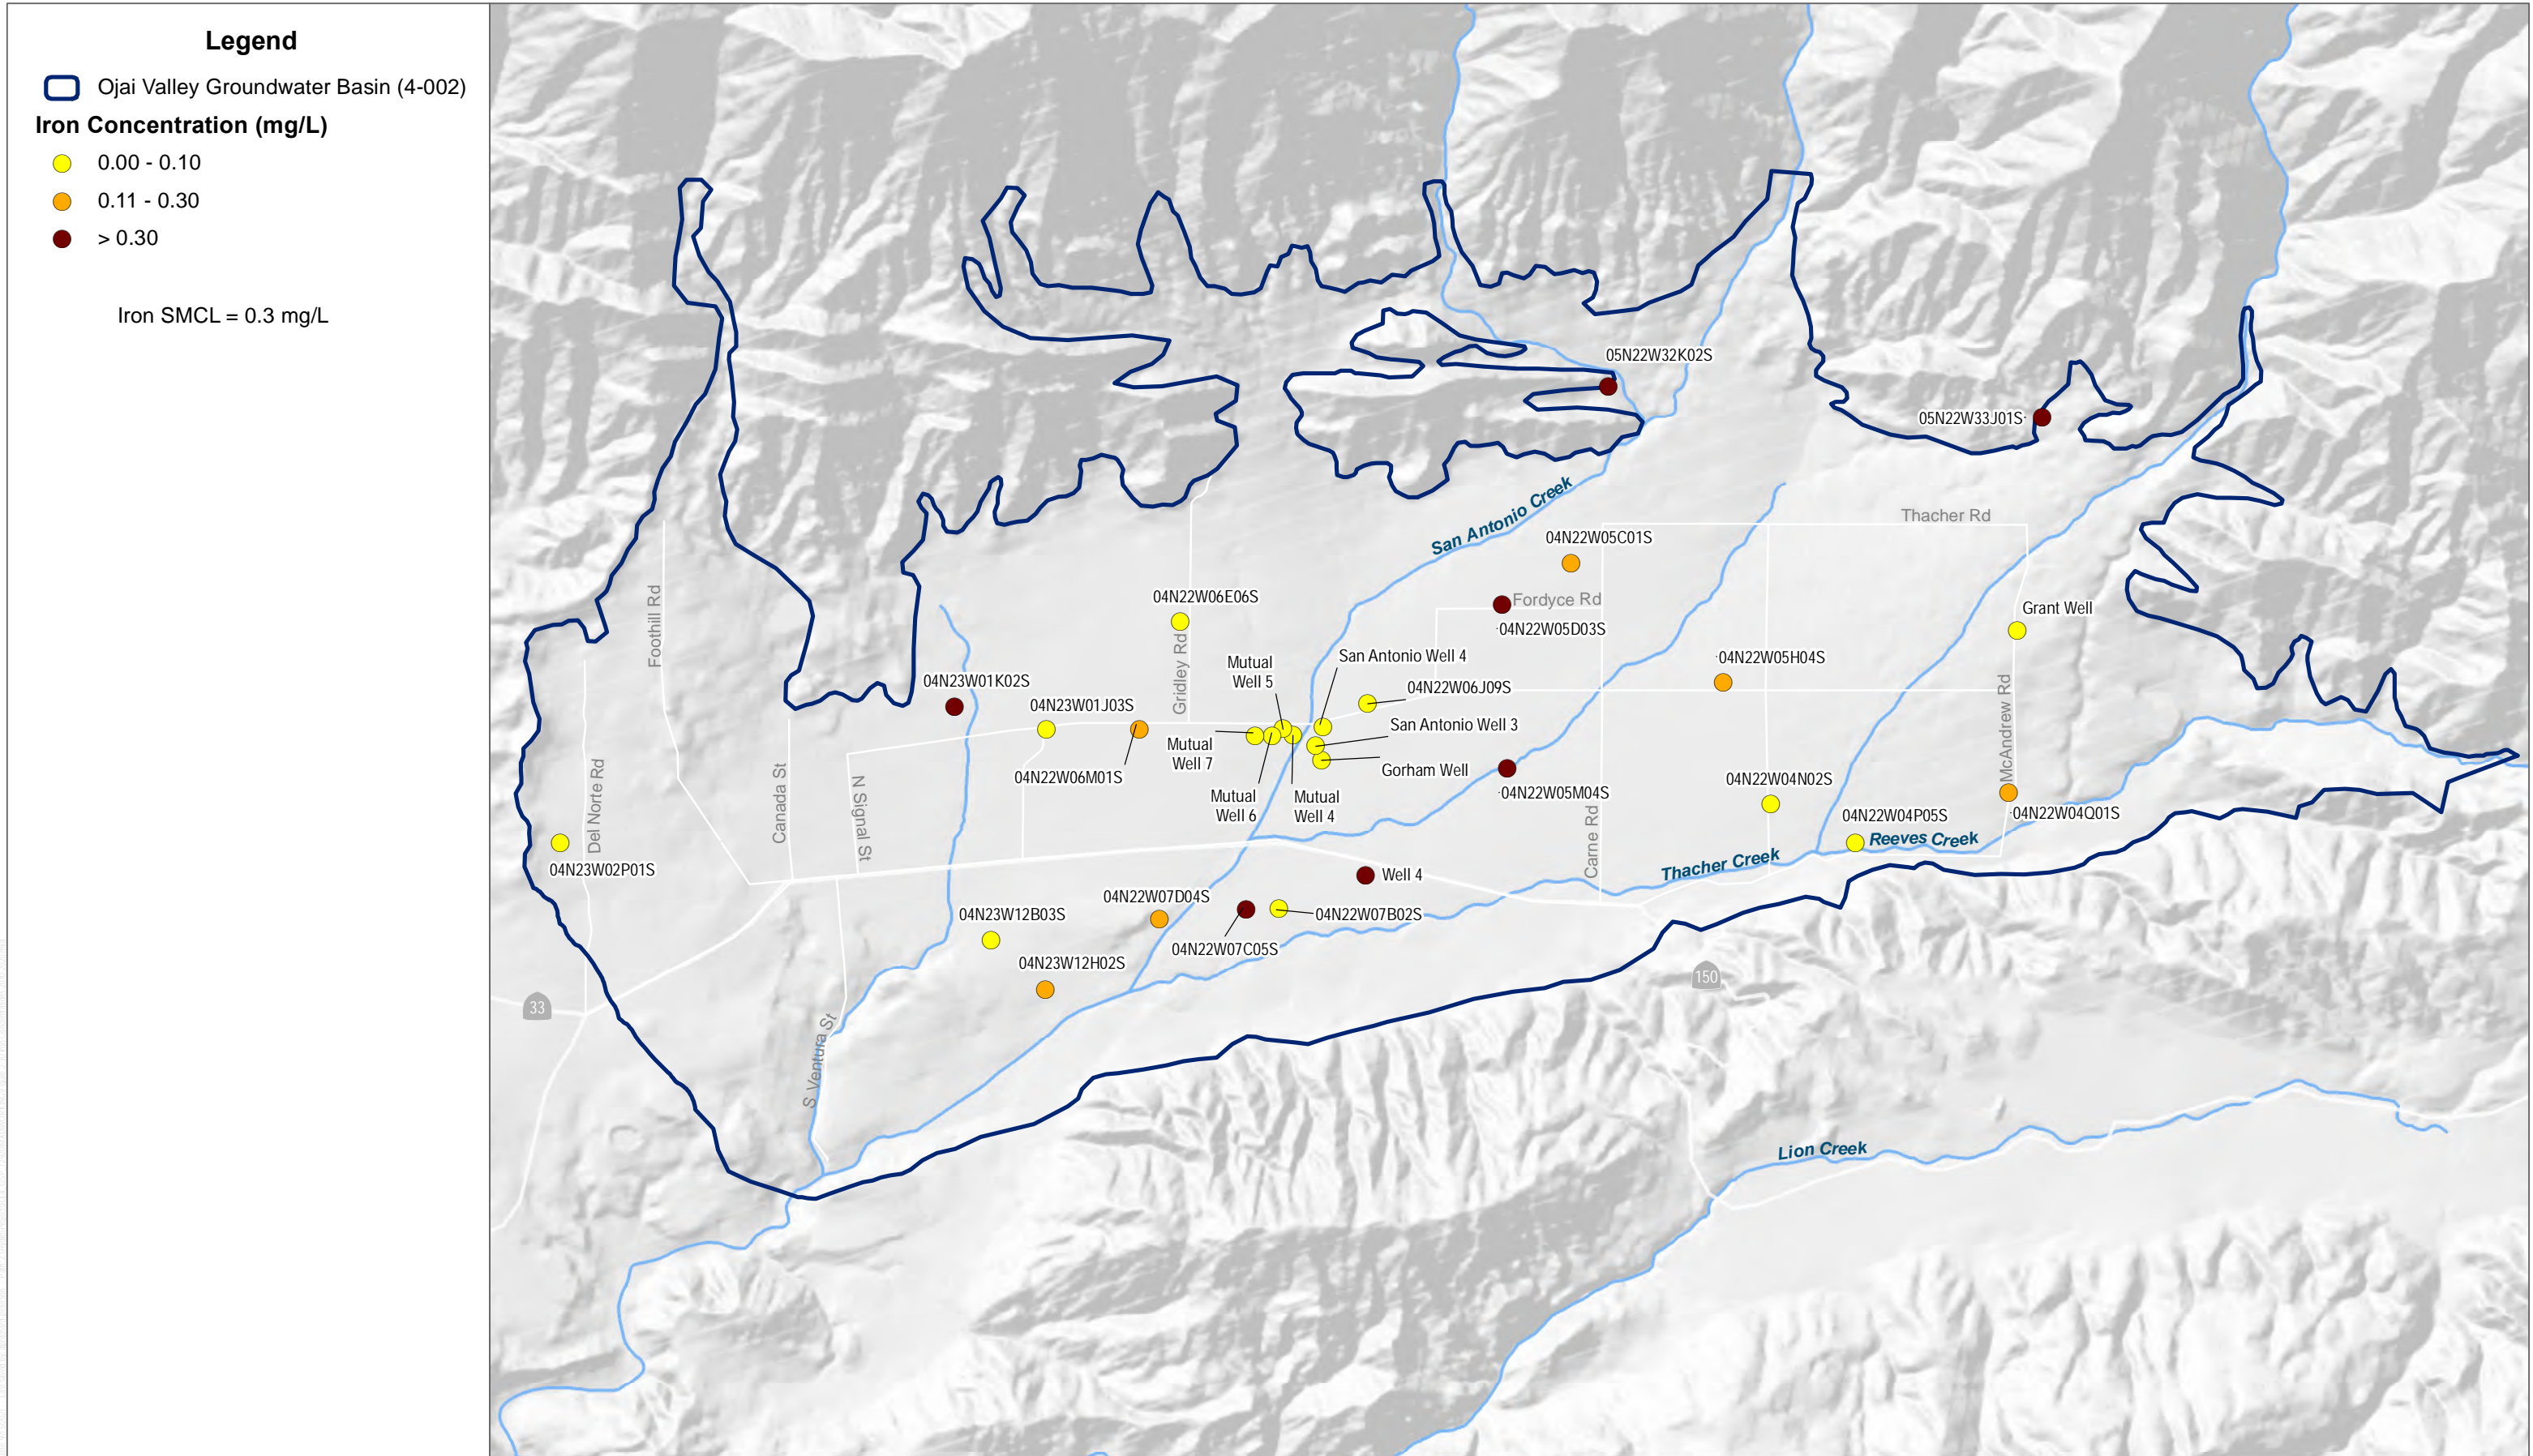 Legend
Ojai Valley Groundwater Basin (4-002)
Iron Concentration (mg/L)
0.00 - 0.10
0.11 - 0.30
> 0.30
Iron SMCL = 0.3 mg/L
05N22W32K02S
05N22W33J01S
San Antonio Creek
Thacher Rd
04N22W05C01S
Foothill Rd
04N22W06E06S
Fordyce Rd
04N22W05D03S
Grant Well
Gridley Rd
Mutual
Well 5
San Antonio Well 4
04N22W05H04S
04N23W01K02S
04N22W06J09S
04N23W01J03S
San Antonio Well 3
McAndrew Rd
Mutual
Well 7
04N22W06M01S
Gorham Well
04N22W05M04S
04N22W04N02S
Del Norte Rd
Canada St
N Signal St
Mutual
Well 6
Mutual
Well 4
Carne Rd
04N22W04P05S
04N22W04Q01S
Reeves Creek
Thacher Creek
04N23W02P01S
Well 4
04N22W07D04S
04N23W12B03S
04N22W07B02S
04N22W07C05S
04N23W12H02S
150
33
S Ventura St
Lion Creek